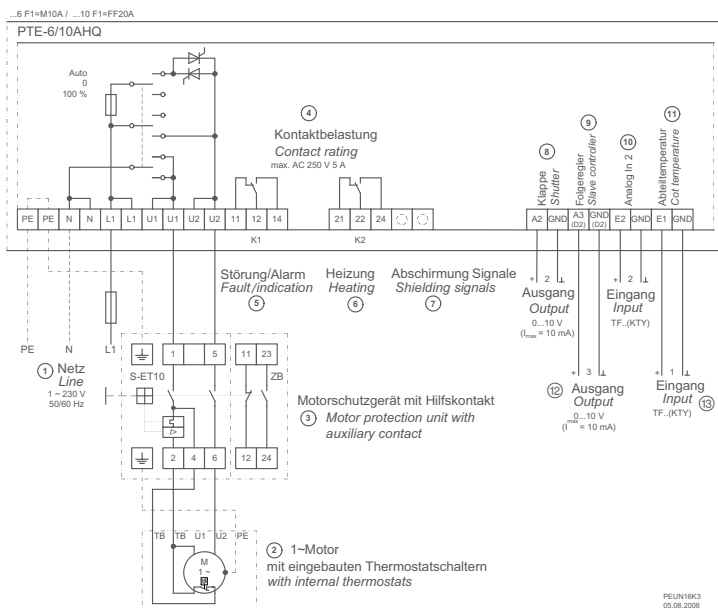 ...6 F1=M10A / ...10 F1=FF20A
PTE-6/10AHQ
Auto
0
100 %
4
Kontaktbelastung
Contact rating
max. AC 250 V 5 A
8
Klappe
Shutter
9
Folgeregler
Slave controller
10
Analog In 2
11
Abteiltemperatur
Cot temperature
PE PE N N L1 L1 U1 U1 U2 U2 11 12 14
21 22 24
A2 GND A3 (D2) GND (D2) E2 GND E1 GND
K1
K2
Störung/Alarm
Fault/indication
5
Heizung
Heating
6
Abschirmung Signale
Shielding signals
7
+ 2 ⊥
Ausgang
Output
0...10 V
(Imax = 10 mA)
+ 2 ⊥
Eingang
Input
TF..(KTY)
PE N L1
1 Netz
Line
1 ~ 230 V
50/60 Hz
1 5 11 23
S-ET10
ZB
I>
2 4 6 12 24
Motorschutzgerät mit Hilfskontakt
3 Motor protection unit with
auxiliary contact
+ 3 ⊥
12 Ausgang
Output
0...10 V
(Imax = 10 mA)
+ 1 ⊥
Eingang
Input 13
TF..(KTY)
TB TB U1 U2 PE
M
1 ~
2 1~Motor
mit eingebauten Thermostatschaltern
with internal thermostats
PEUN16K3
05.08.2008